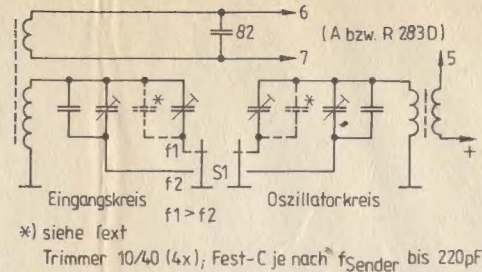 6
82
(A bzw. R 283 D)
7
5
*
*
f1
S1
f2
+
Eingangskreis
Oszillatorkreis
f1 > f2
*) siehe Text
Trimmer 10/40 (4x); Fest-C je nach fSender bis 220pF